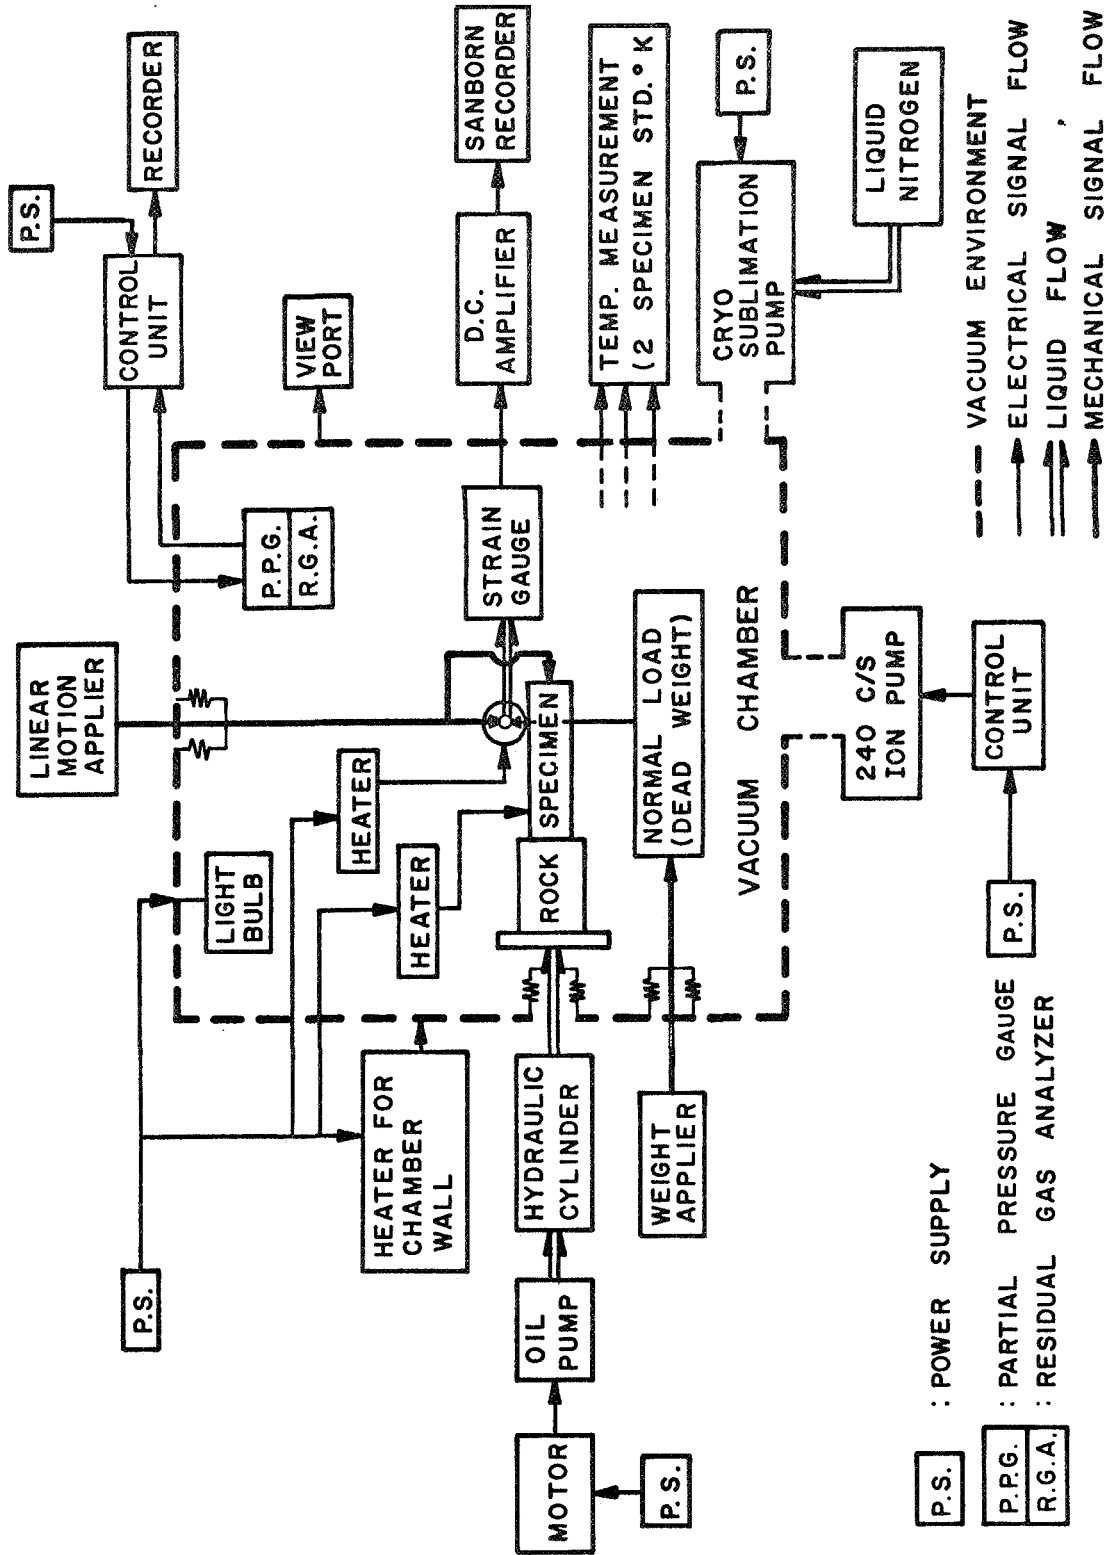 P.S.
RECORDER
CONTROL
UNIT
VIEW
PORT
P.P.G.
R.G.A.
LINEAR
MOTION
APPLIER
LIGHT
BULB
P.S.
HEATER
HEATER
HEATER FOR
CHAMBER
WALL
SANBORN
RECORDER
D.C.
AMPLIFIER
STRAIN
GAUGE
SPECIMEN
ROCK
HYDRAULIC
CYLINDER
OIL
PUMP
MOTOR
P.S.
TEMP. MEASUREMENT
(2 SPECIMEN STD. °K
NORMAL LOAD
(DEAD WEIGHT)
WEIGHT
APPLIER
P.S.
CRYO
SUBLIMATION
PUMP
LIQUID
NITROGEN
VACUUM CHAMBER
240 C/S
ION PUMP
CONTROL
UNIT
P.S.
VACUUM ENVIRONMENT
ELECTRICAL SIGNAL FLOW
LIQUID FLOW
MECHANICAL SIGNAL FLOW
P.S. : POWER SUPPLY
P.P.G. : PARTIAL PRESSURE GAUGE
R.G.A. : RESIDUAL GAS ANALYZER